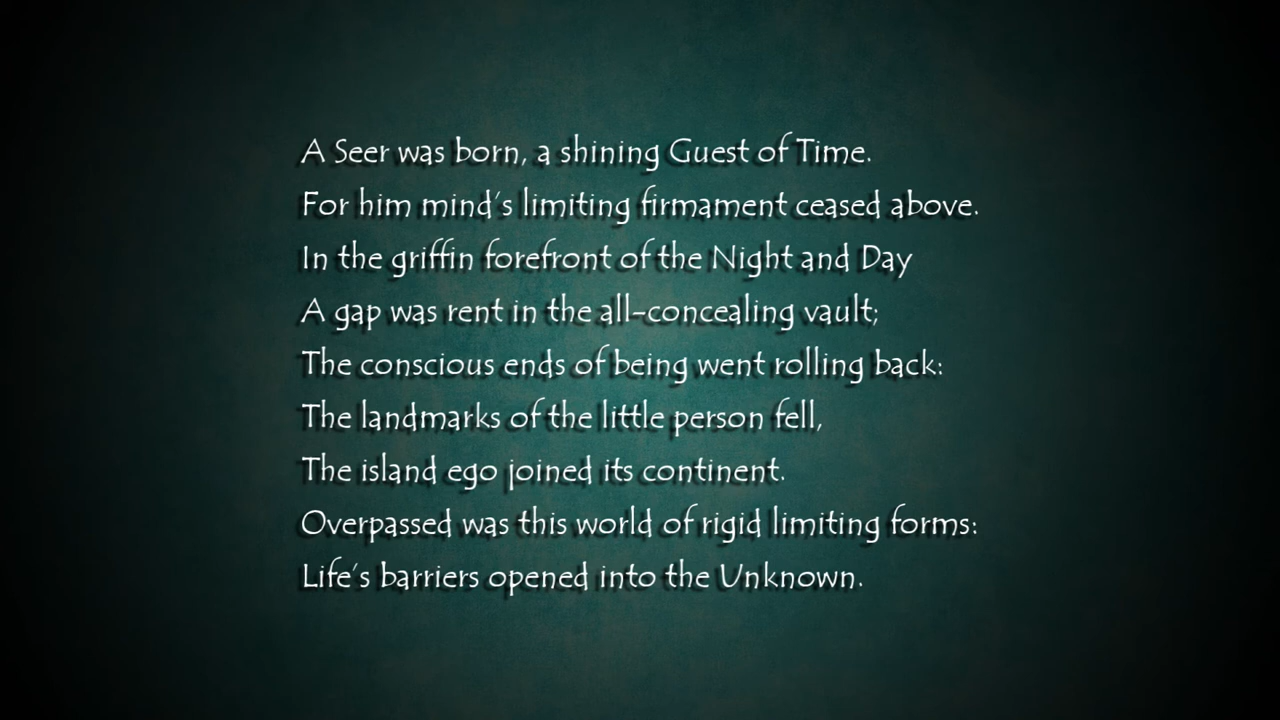 A Seer was born, a shining Guest of Time.
For him mind's limiting firmament ceased above.
In the griffin forefront of the Night and Day
A gap was rent in the all-concealing vault;
The conscious ends of being went rolling back:
The landmarks of the little person fell,
The island ego joined its continent.
Overpassed was this world of rigid limiting forms:
Life's barriers opened into the Unknown.